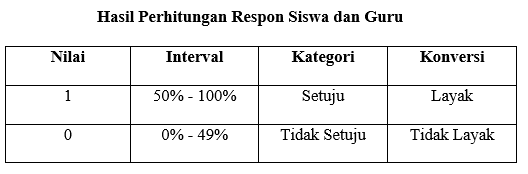 Hasil Perhitungan Respon Siswa dan Guru
Nilai Interval Kategori Konversi
1 50% - 100% Setuju Layak
0 0% - 49% Tidak Setuju Tidak Layak